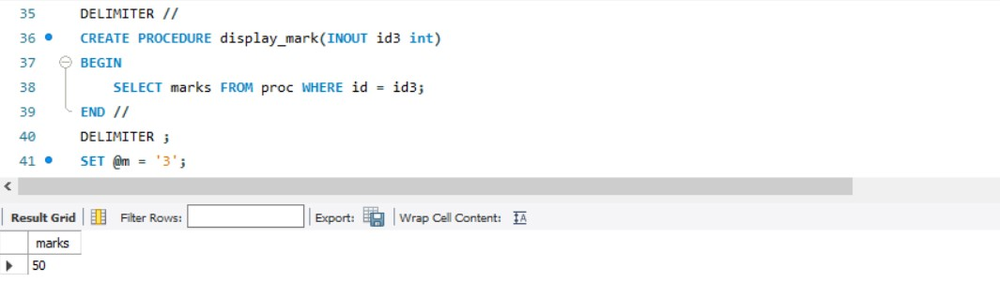 35 DELIMITER //
36 CREATE PROCEDURE display_mark(INOUT id3 int)
37 BEGIN
38 SELECT marks FROM proc WHERE id = id3;
39 END //
40 DELIMITER ;
41 SET @m = '3';
Result Grid Filter Rows: Export: Wrap Cell Content: IA
marks
50